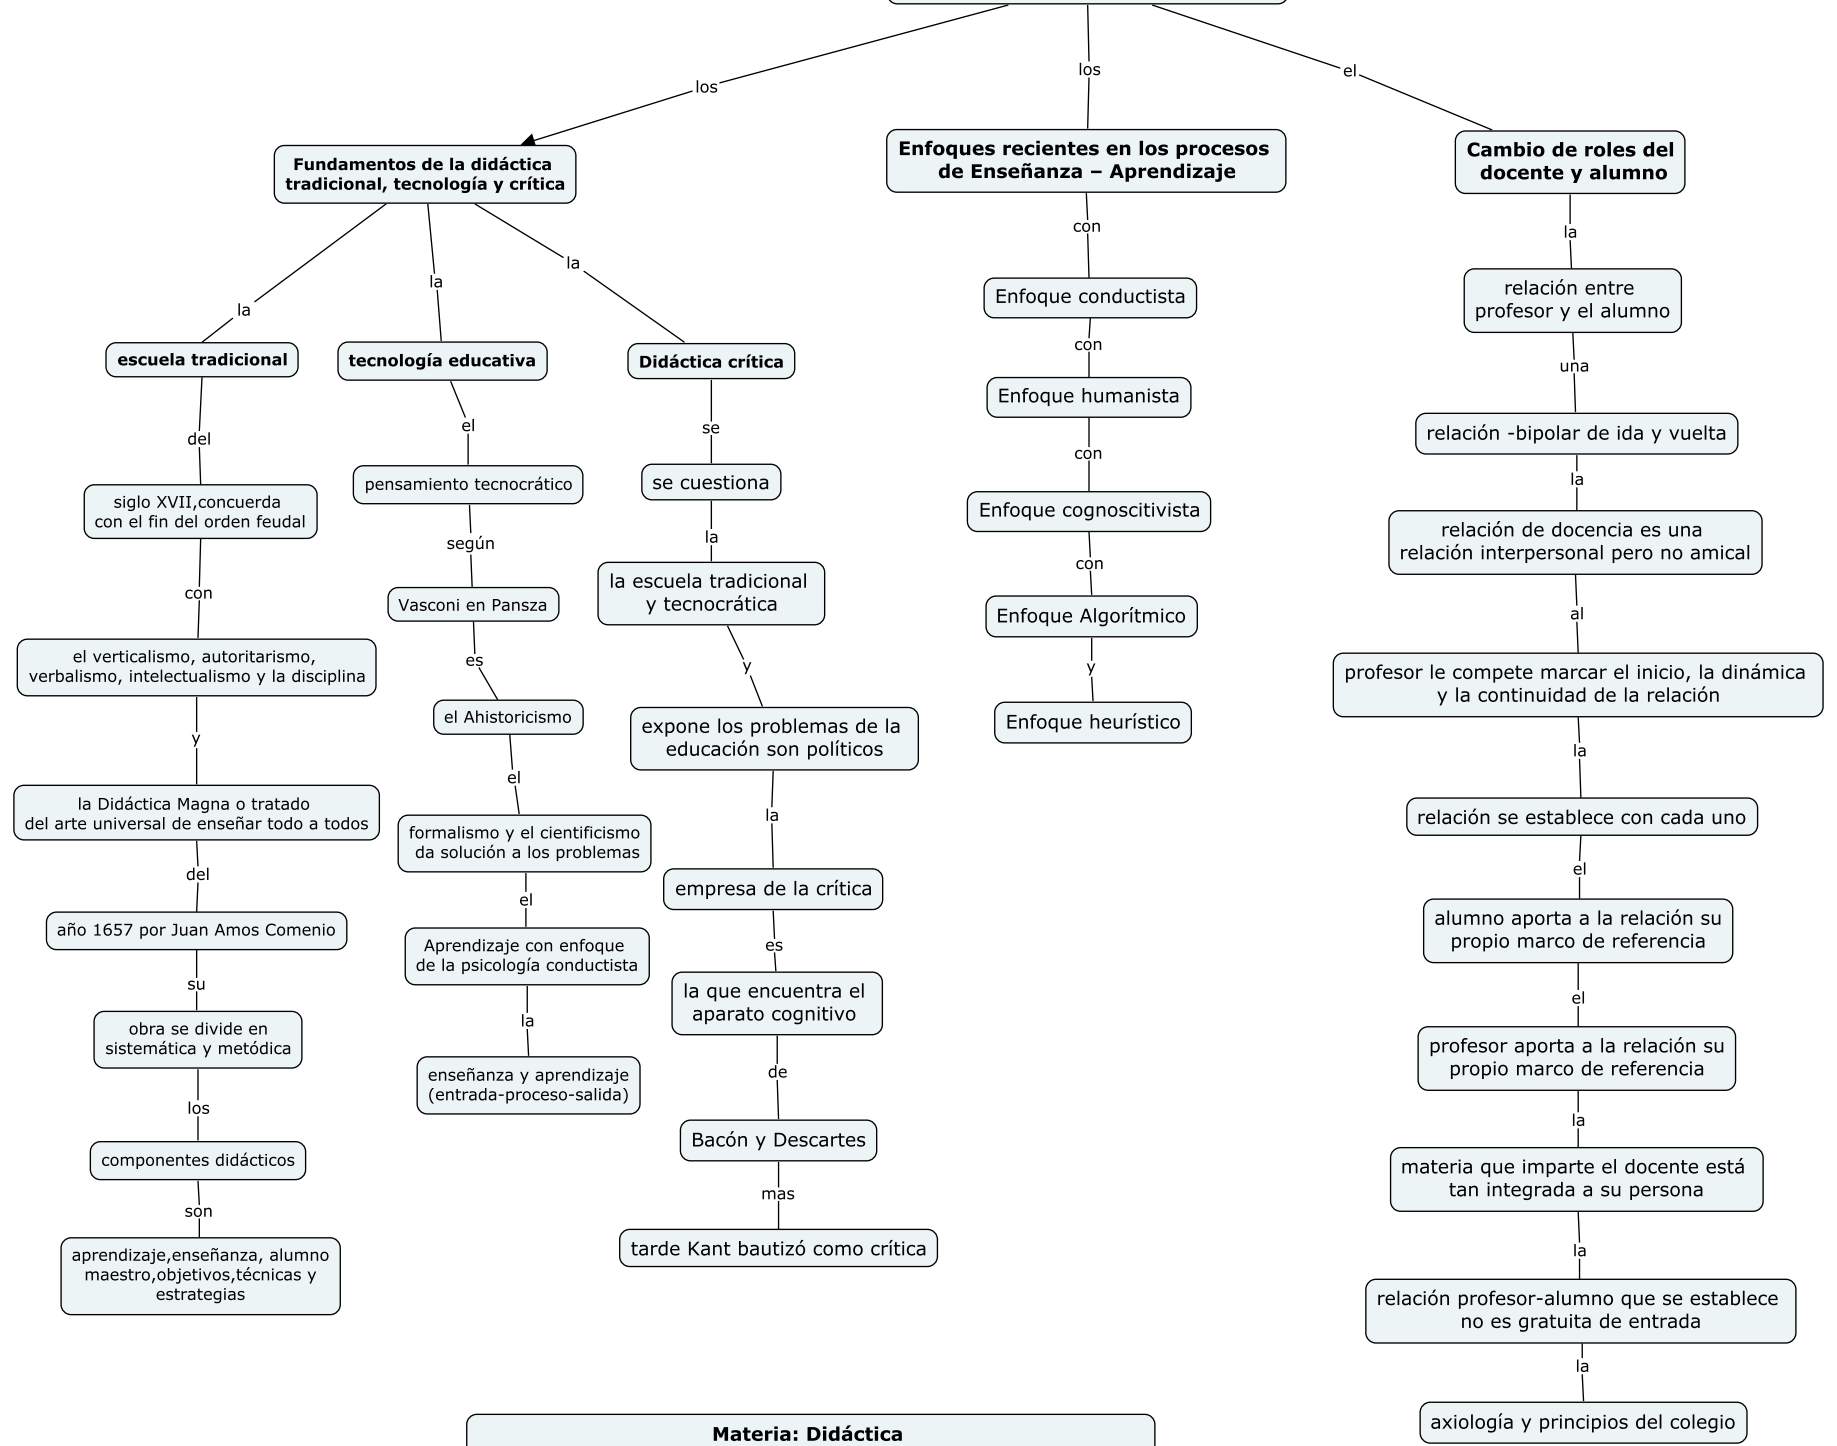 los
los
el
Fundamentos de la didáctica
tradicional, tecnología y crítica
la
la
la
escuela tradicional
del
siglo XVII,concuerda
con el fin del orden feudal
con
el verticalismo, autoritarismo,
verbalismo, intelectualismo y la disciplina
y
la Didáctica Magna o tratado
del arte universal de enseñar todo a todos
del
año 1657 por Juan Amos Comenio
su
obra se divide en
sistemática y metódica
los
componentes didácticos
son
aprendizaje,enseñanza, alumno
maestro,objetivos,técnicas y
estrategias
tecnología educativa
el
pensamiento tecnocrático
según
Vasconi en Pansza
es
el Ahistoricismo
el
formalismo y el cientificismo
da solución a los problemas
el
Aprendizaje con enfoque
de la psicología conductista
la
enseñanza y aprendizaje
(entrada-proceso-salida)
Didáctica crítica
se
se cuestiona
la
la escuela tradicional
y tecnocrática
y
expone los problemas de la
educación son políticos
la
empresa de la crítica
es
la que encuentra el
aparato cognitivo
de
Bacón y Descartes
mas
tarde Kant bautizó como crítica
Enfoques recientes en los procesos
de Enseñanza – Aprendizaje
con
Enfoque conductista
con
Enfoque humanista
con
Enfoque cognoscitivista
con
Enfoque Algorítmico
y
Enfoque heurístico
Cambio de roles del
docente y alumno
la
relación entre
profesor y el alumno
una
relación -bipolar de ida y vuelta
la
relación de docencia es una
relación interpersonal pero no amical
al
profesor le compete marcar el inicio, la dinámica
y la continuidad de la relación
la
relación se establece con cada uno
el
alumno aporta a la relación su
propio marco de referencia
el
profesor aporta a la relación su
propio marco de referencia
la
materia que imparte el docente está
tan integrada a su persona
la
relación profesor-alumno que se establece
no es gratuita de entrada
la
axiología y principios del colegio
Materia: Didáctica